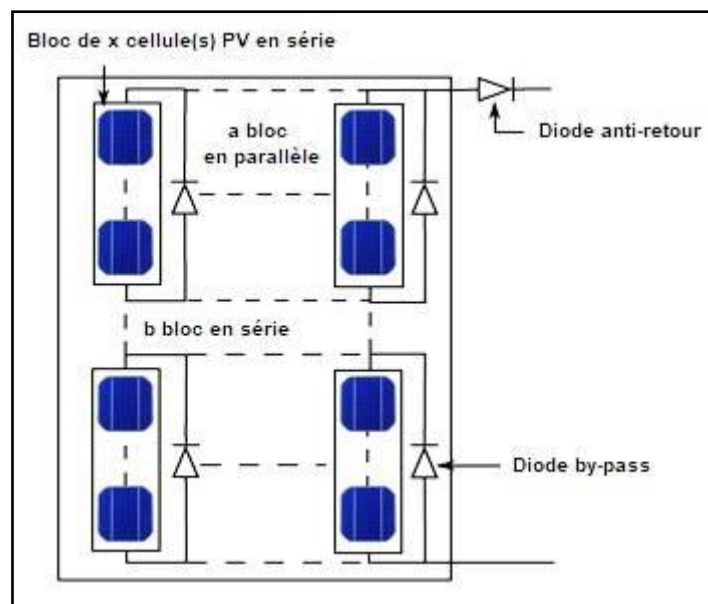 Bloc de x cellule(s) PV en série
Diode anti-retour
a bloc
en parallèle
b bloc en série
Diode by-pass